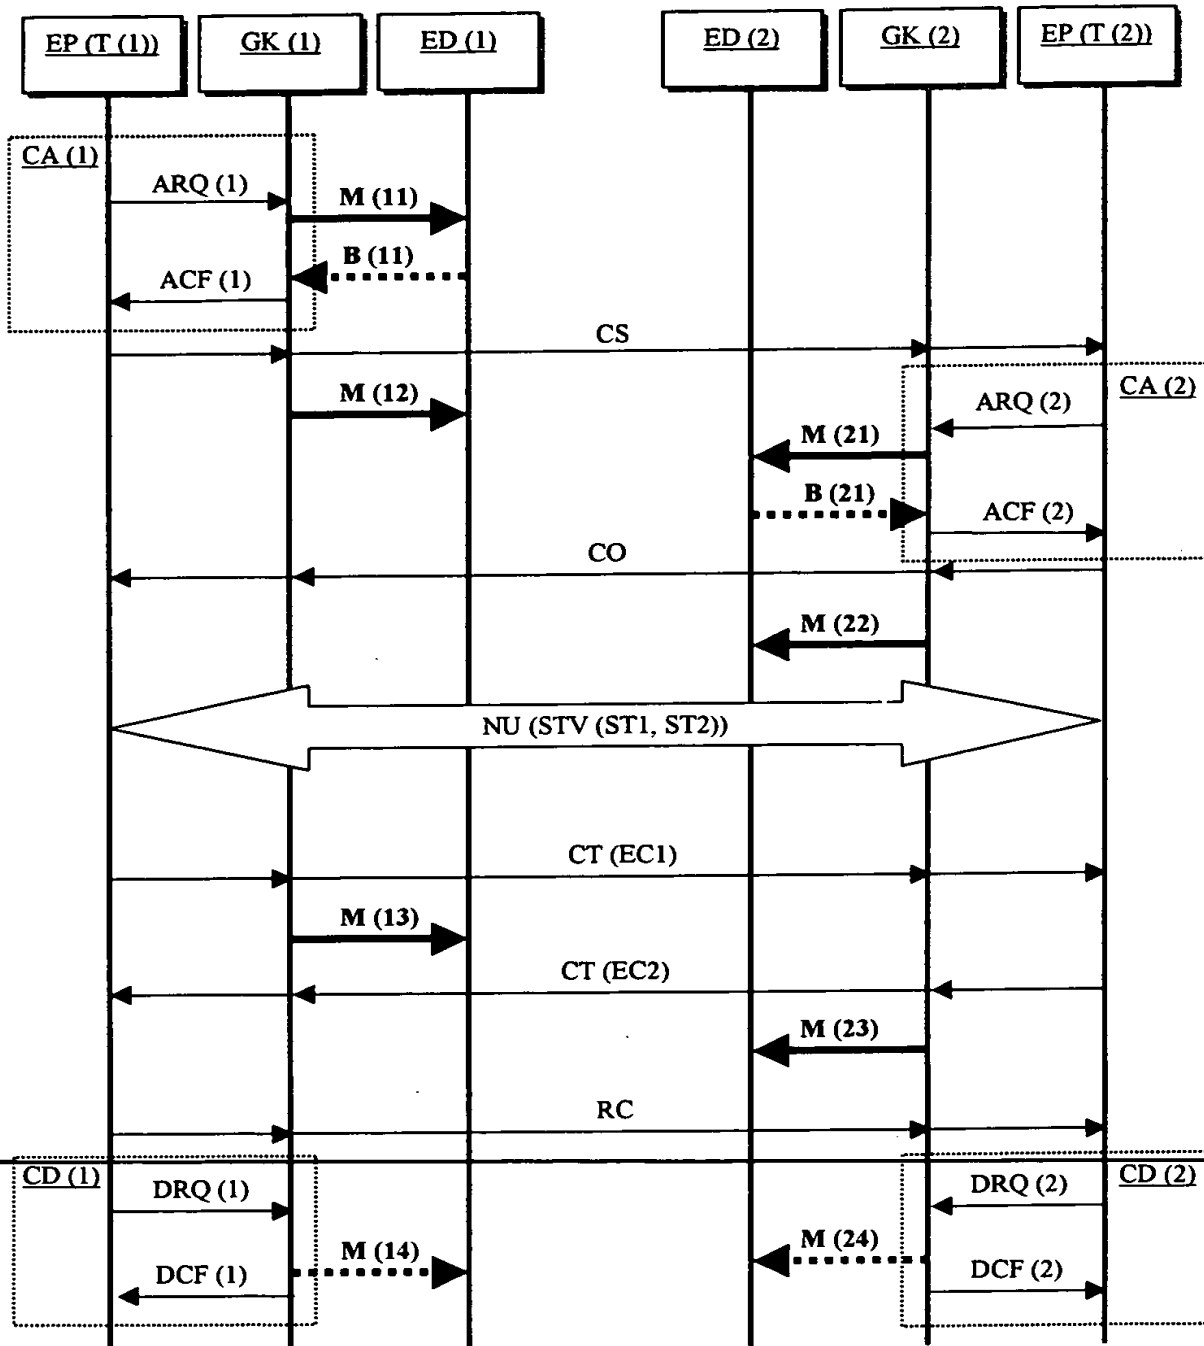 EP (T (1)) GK (1) ED (1) ED (2) GK (2) EP (T (2))
CA (1)
ARQ (1)
M (11)
B (11)
ACF (1)
CS
M (12)
CA (2)
ARQ (2)
M (21)
B (21)
ACF (2)
CO
M (22)
NU (STV (ST1, ST2))
CT (EC1)
M (13)
CT (EC2)
M (23)
RC
CD (1)
DRQ (1)
DRQ (2)
CD (2)
M (14)
M (24)
DCF (1)
DCF (2)